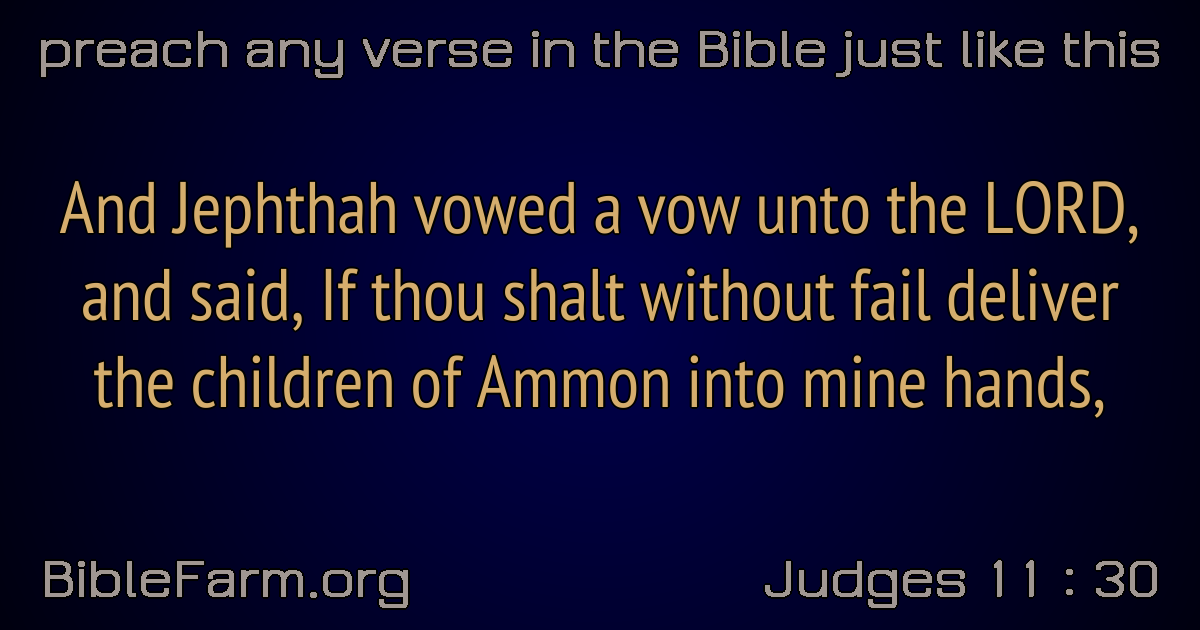 preach any verse in the Bible just like this
And Jephthah vowed a vow unto the LORD,
and said, If thou shalt without fail deliver
the children of Ammon into mine hands,
BibleFarm.org
Judges 11 : 30